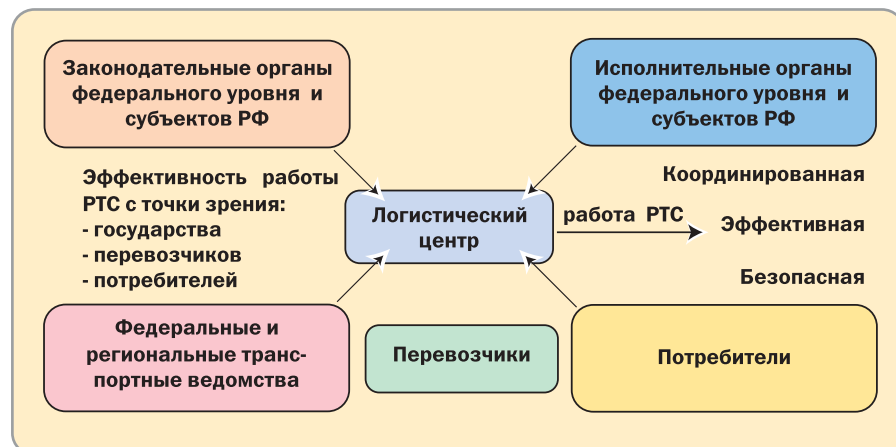 Законодательные органы
федерального уровня и
субъектов РФ
Исполнительные органы
федерального уровня и
субъектов РФ
Эффективность работы
РТС с точки зрения:
- государства
- перевозчиков
- потребителей
Логистический
центр
работа РТС
Координированная
Эффективная
Безопасная
Федеральные и
региональные транс-
портные ведомства
Перевозчики
Потребители